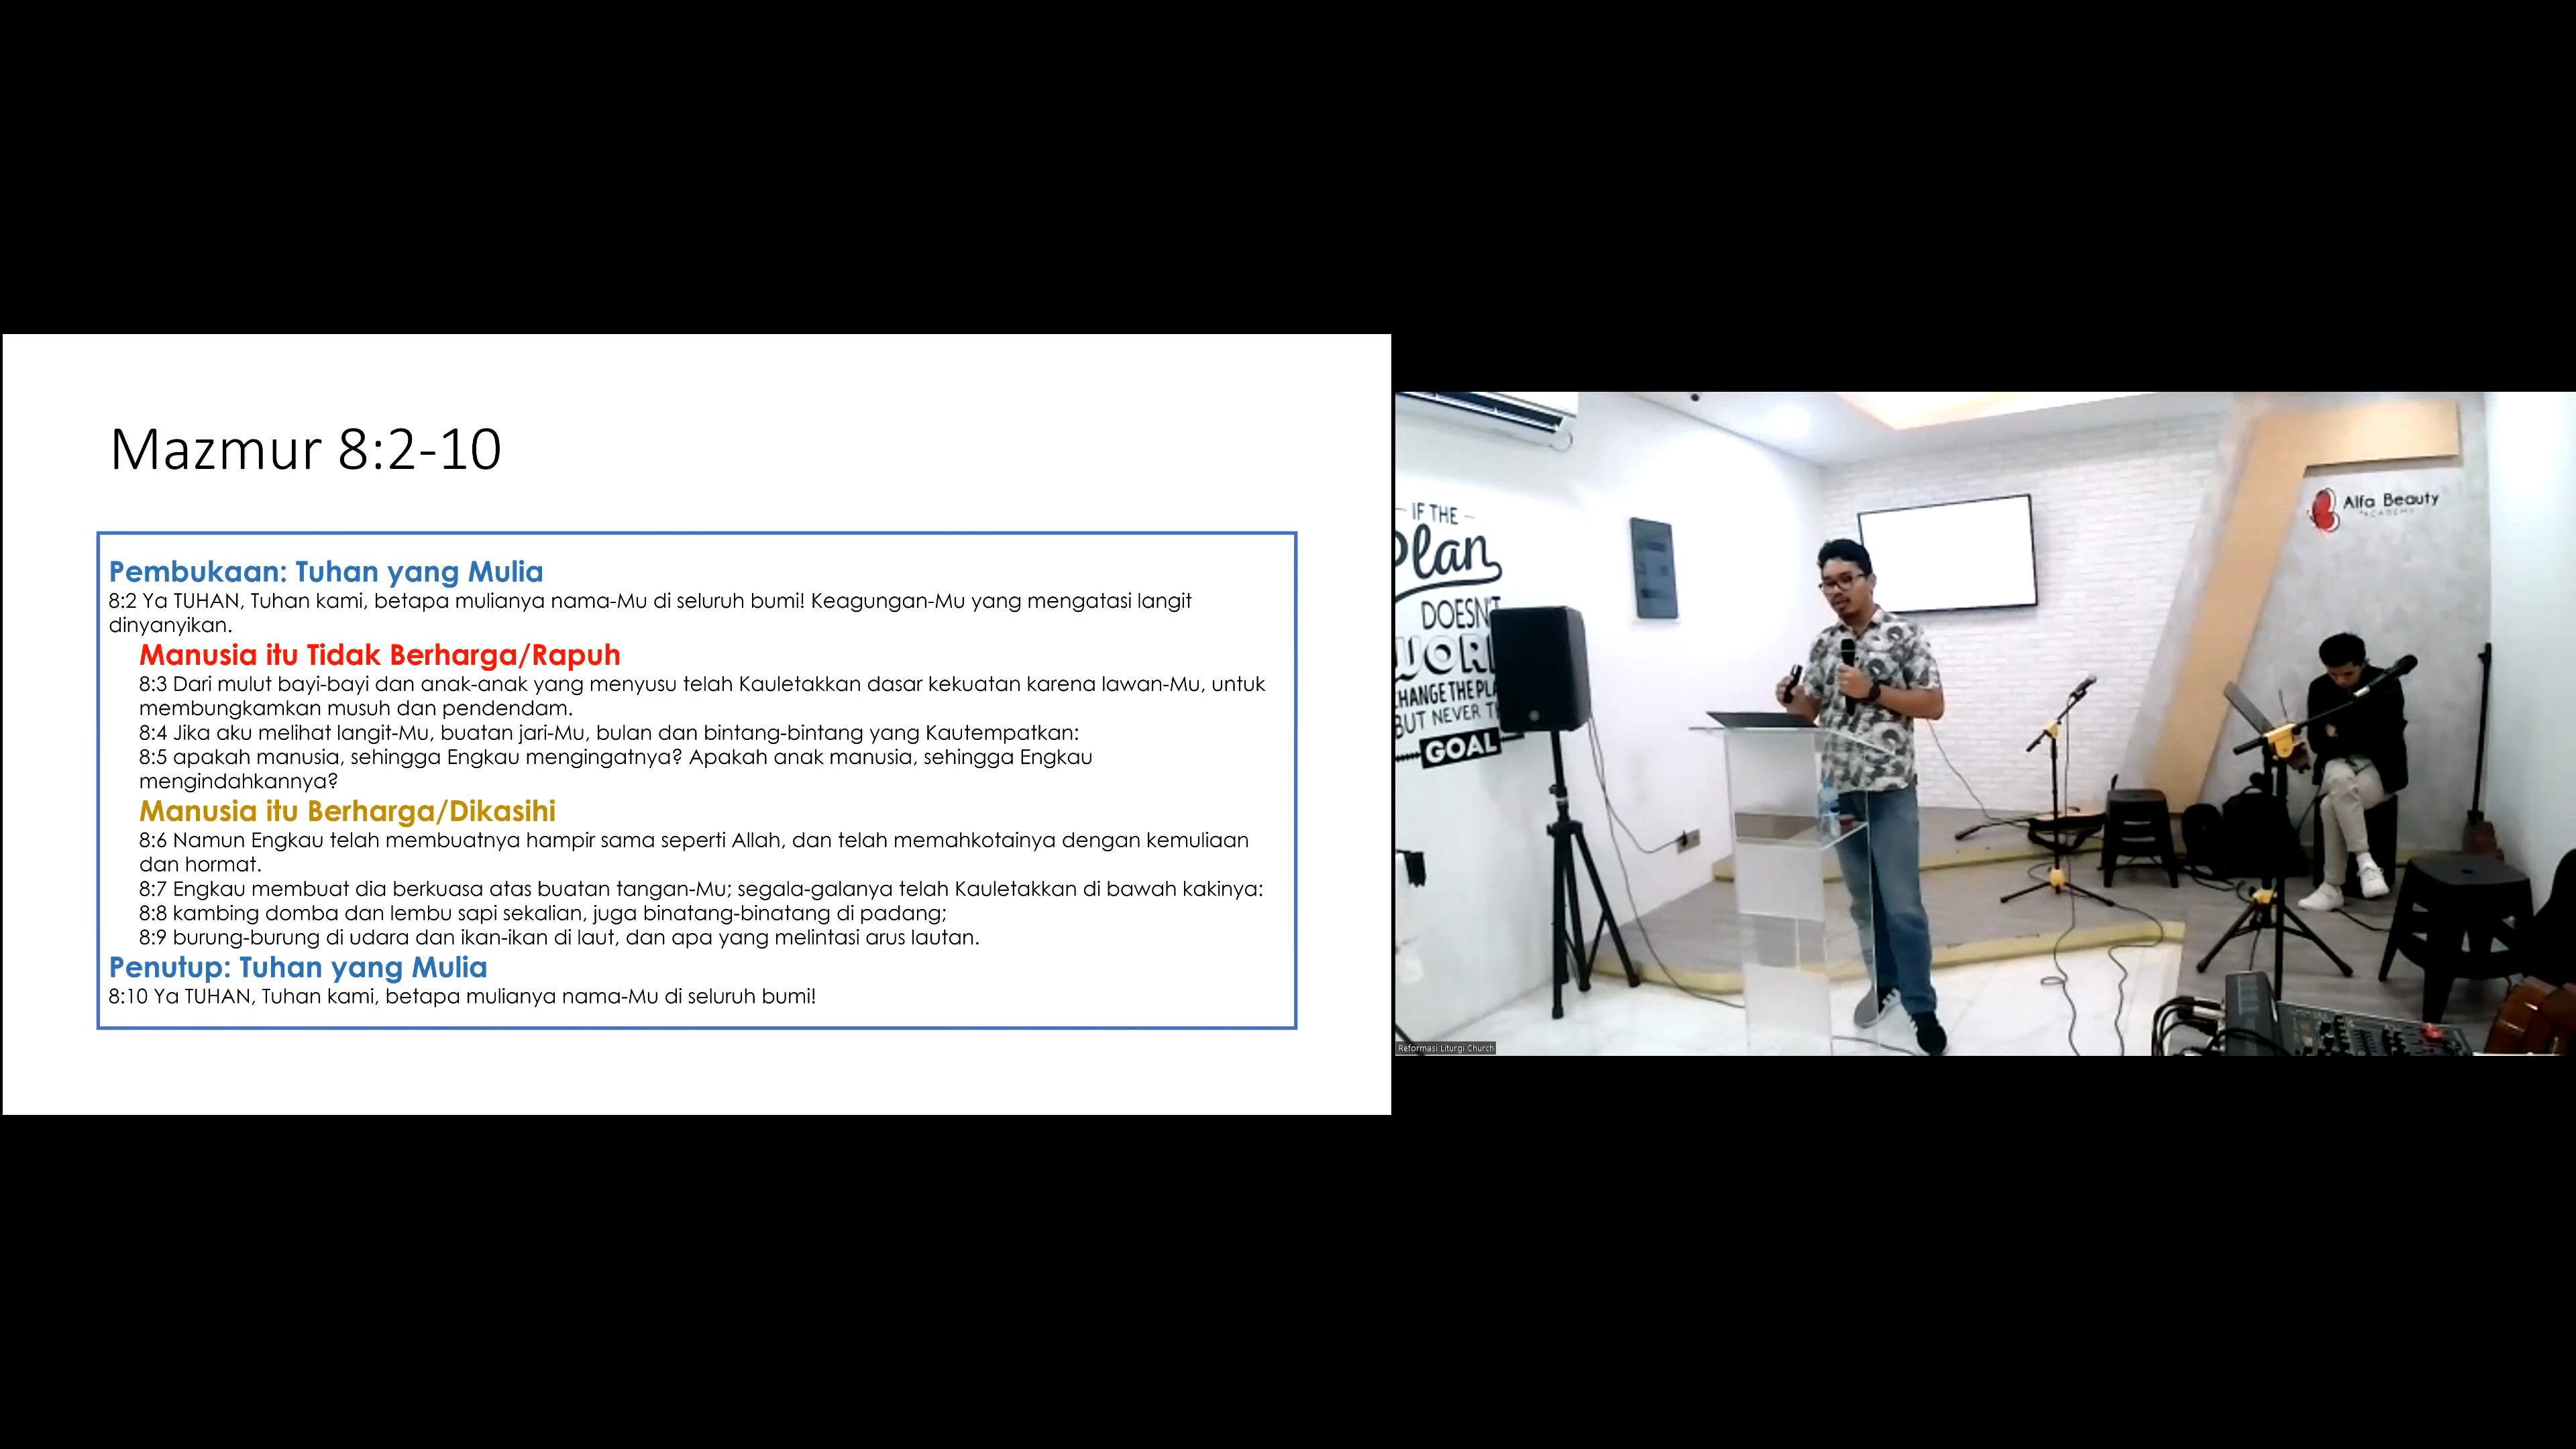 Mazmur 8:2-10
Pembukaan: Tuhan yang Mulia
8:2 Ya TUHAN, Tuhan kami, betapa mulianya nama-Mu di seluruh bumi! Keagungan-Mu yang mengatasi langit
dinyanyikan.
Manusia itu Tidak Berharga/Rapuh
8:3 Dari mulut bayi-bayi dan anak-anak yang menyusu telah Kauletakkan dasar kekuatan karena lawan-Mu, untuk
membungkamkan musuh dan pendendam.
8:4 Jika aku melihat langit-Mu, buatan jari-Mu, bulan dan bintang-bintang yang Kautempatkan:
8:5 apakah manusia, sehingga Engkau mengingatnya? Apakah anak manusia, sehingga Engkau
mengindahkannya?
Manusia itu Berharga/Dikasihi
8:6 Namun Engkau telah membuatnya hampir sama seperti Allah, dan telah memahkotainya dengan kemuliaan
dan hormat.
8:7 Engkau membuat dia berkuasa atas buatan tangan-Mu; segala-galanya telah Kauletakkan di bawah kakinya:
8:8 kambing domba dan lembu sapi sekalian, juga binatang-binatang di padang;
8:9 burung-burung di udara dan ikan-ikan di laut, dan apa yang melintasi arus lautan.
Penutup: Tuhan yang Mulia
8:10 Ya TUHAN, Tuhan kami, betapa mulianya nama-Mu di seluruh bumi!
IF THE
Plan
DOESN'T
WOR
CHANGE THE PLA
BUT NEVER T
GOAL
Alfa Beauty
ACADEMY
Reformasi Liturgi Church